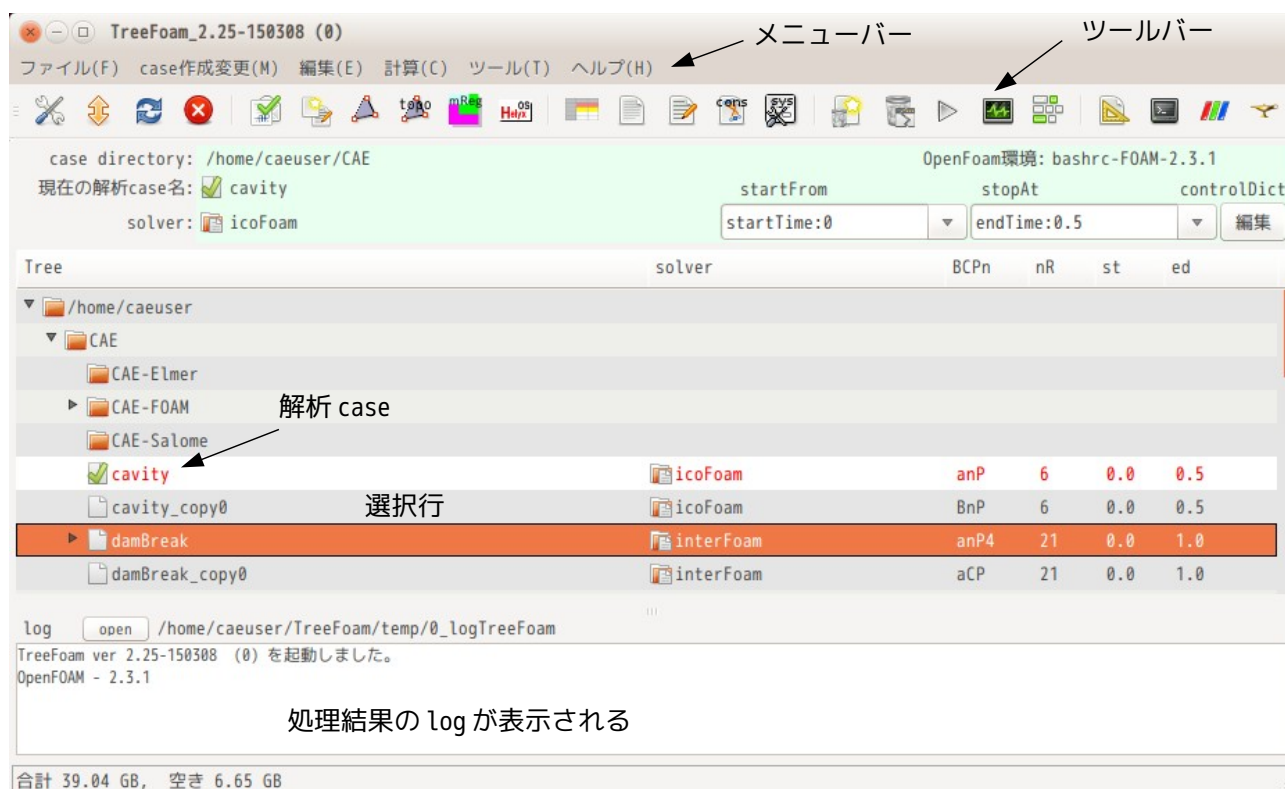 TreeFoam_2.25-150308 (0)
メニューバー
ツールバー
ファイル(F) case作成変更(M) 編集(E) 計算(C) ツール(T) ヘルプ(H)
topo
mReg
OS
Helyx
cons
sys
case directory: /home/caeuser/CAE
OpenFoam環境: bashrc-FOAM-2.3.1
現在の解析case名: cavity
startFrom stopAt controlDict
solver: icoFoam
startTime:0 endTime:0.5 編集
Tree solver BCPn nR st ed
/home/caeuser
CAE
CAE-Elmer
CAE-FOAM
解析 case
CAE-Salome
cavity icoFoam anP 6 0.0 0.5
cavity_copy0 選択行 icoFoam BnP 6 0.0 0.5
damBreak interFoam anP4 21 0.0 1.0
damBreak_copy0 interFoam aCP 21 0.0 1.0
log open /home/caeuser/TreeFoam/temp/0_logTreeFoam
TreeFoam ver 2.25-150308 (0) を起動しました。
OpenFOAM - 2.3.1
処理結果の log が表示される
合計 39.04 GB, 空き 6.65 GB